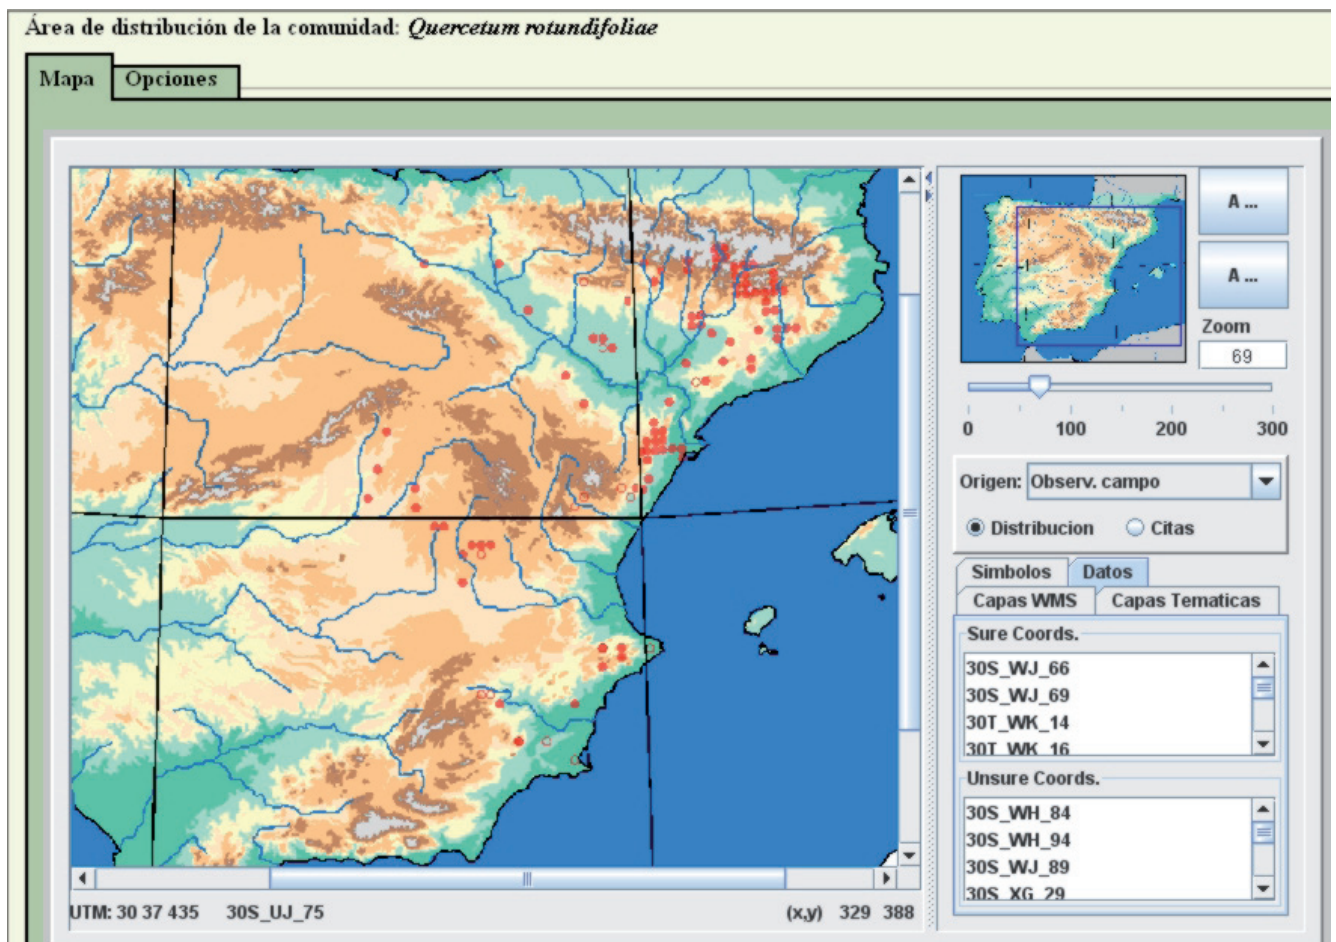 Área de distribución de la comunidad: Quercetum rotundifoliae
Mapa
Opciones
A ...
A ...
Zoom
69
0 100 200 300
Origen: Observ. campo
Distribucion Citas
Simbolos Datos
Capas WMS Capas Tematicas
Sure Coords.
30S_WJ_66
30S_WJ_69
30T_WK_14
30T_WK_16
Unsure Coords.
30S_WH_84
30S_WH_94
30S_WJ_89
30S_XG_29
UTM: 30 37 435 30S_UJ_75 (x,y) 329 388